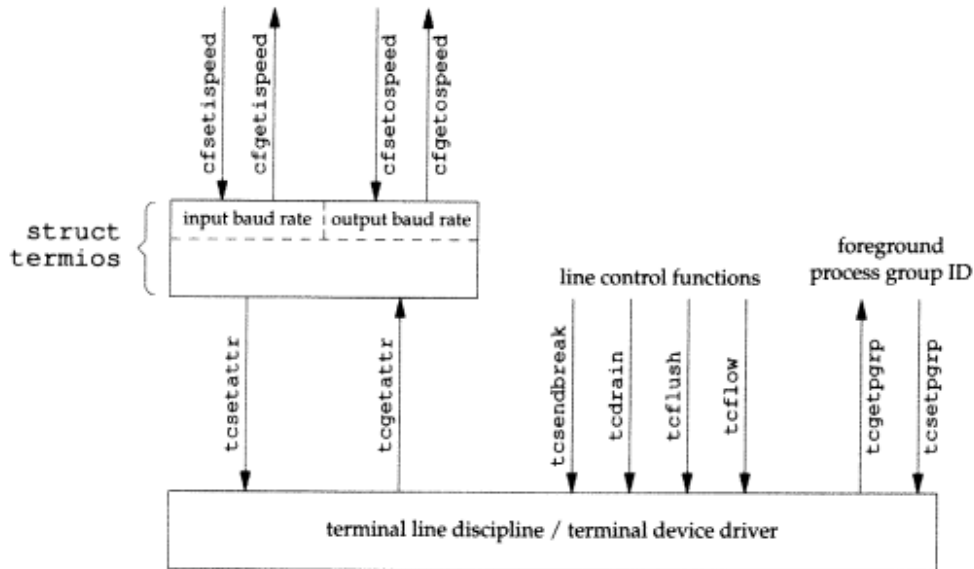 cfsetispeed
cfgetispeed
cfsetospeed
cfgetospeed
input baud rate
output baud rate
struct
termios
line control functions
foreground
process group ID
tcsetattr
tcgetattr
tcsendbreak
tcdrain
tcflush
tcflow
tcgetpgrp
tcsetpgrp
terminal line discipline / terminal device driver